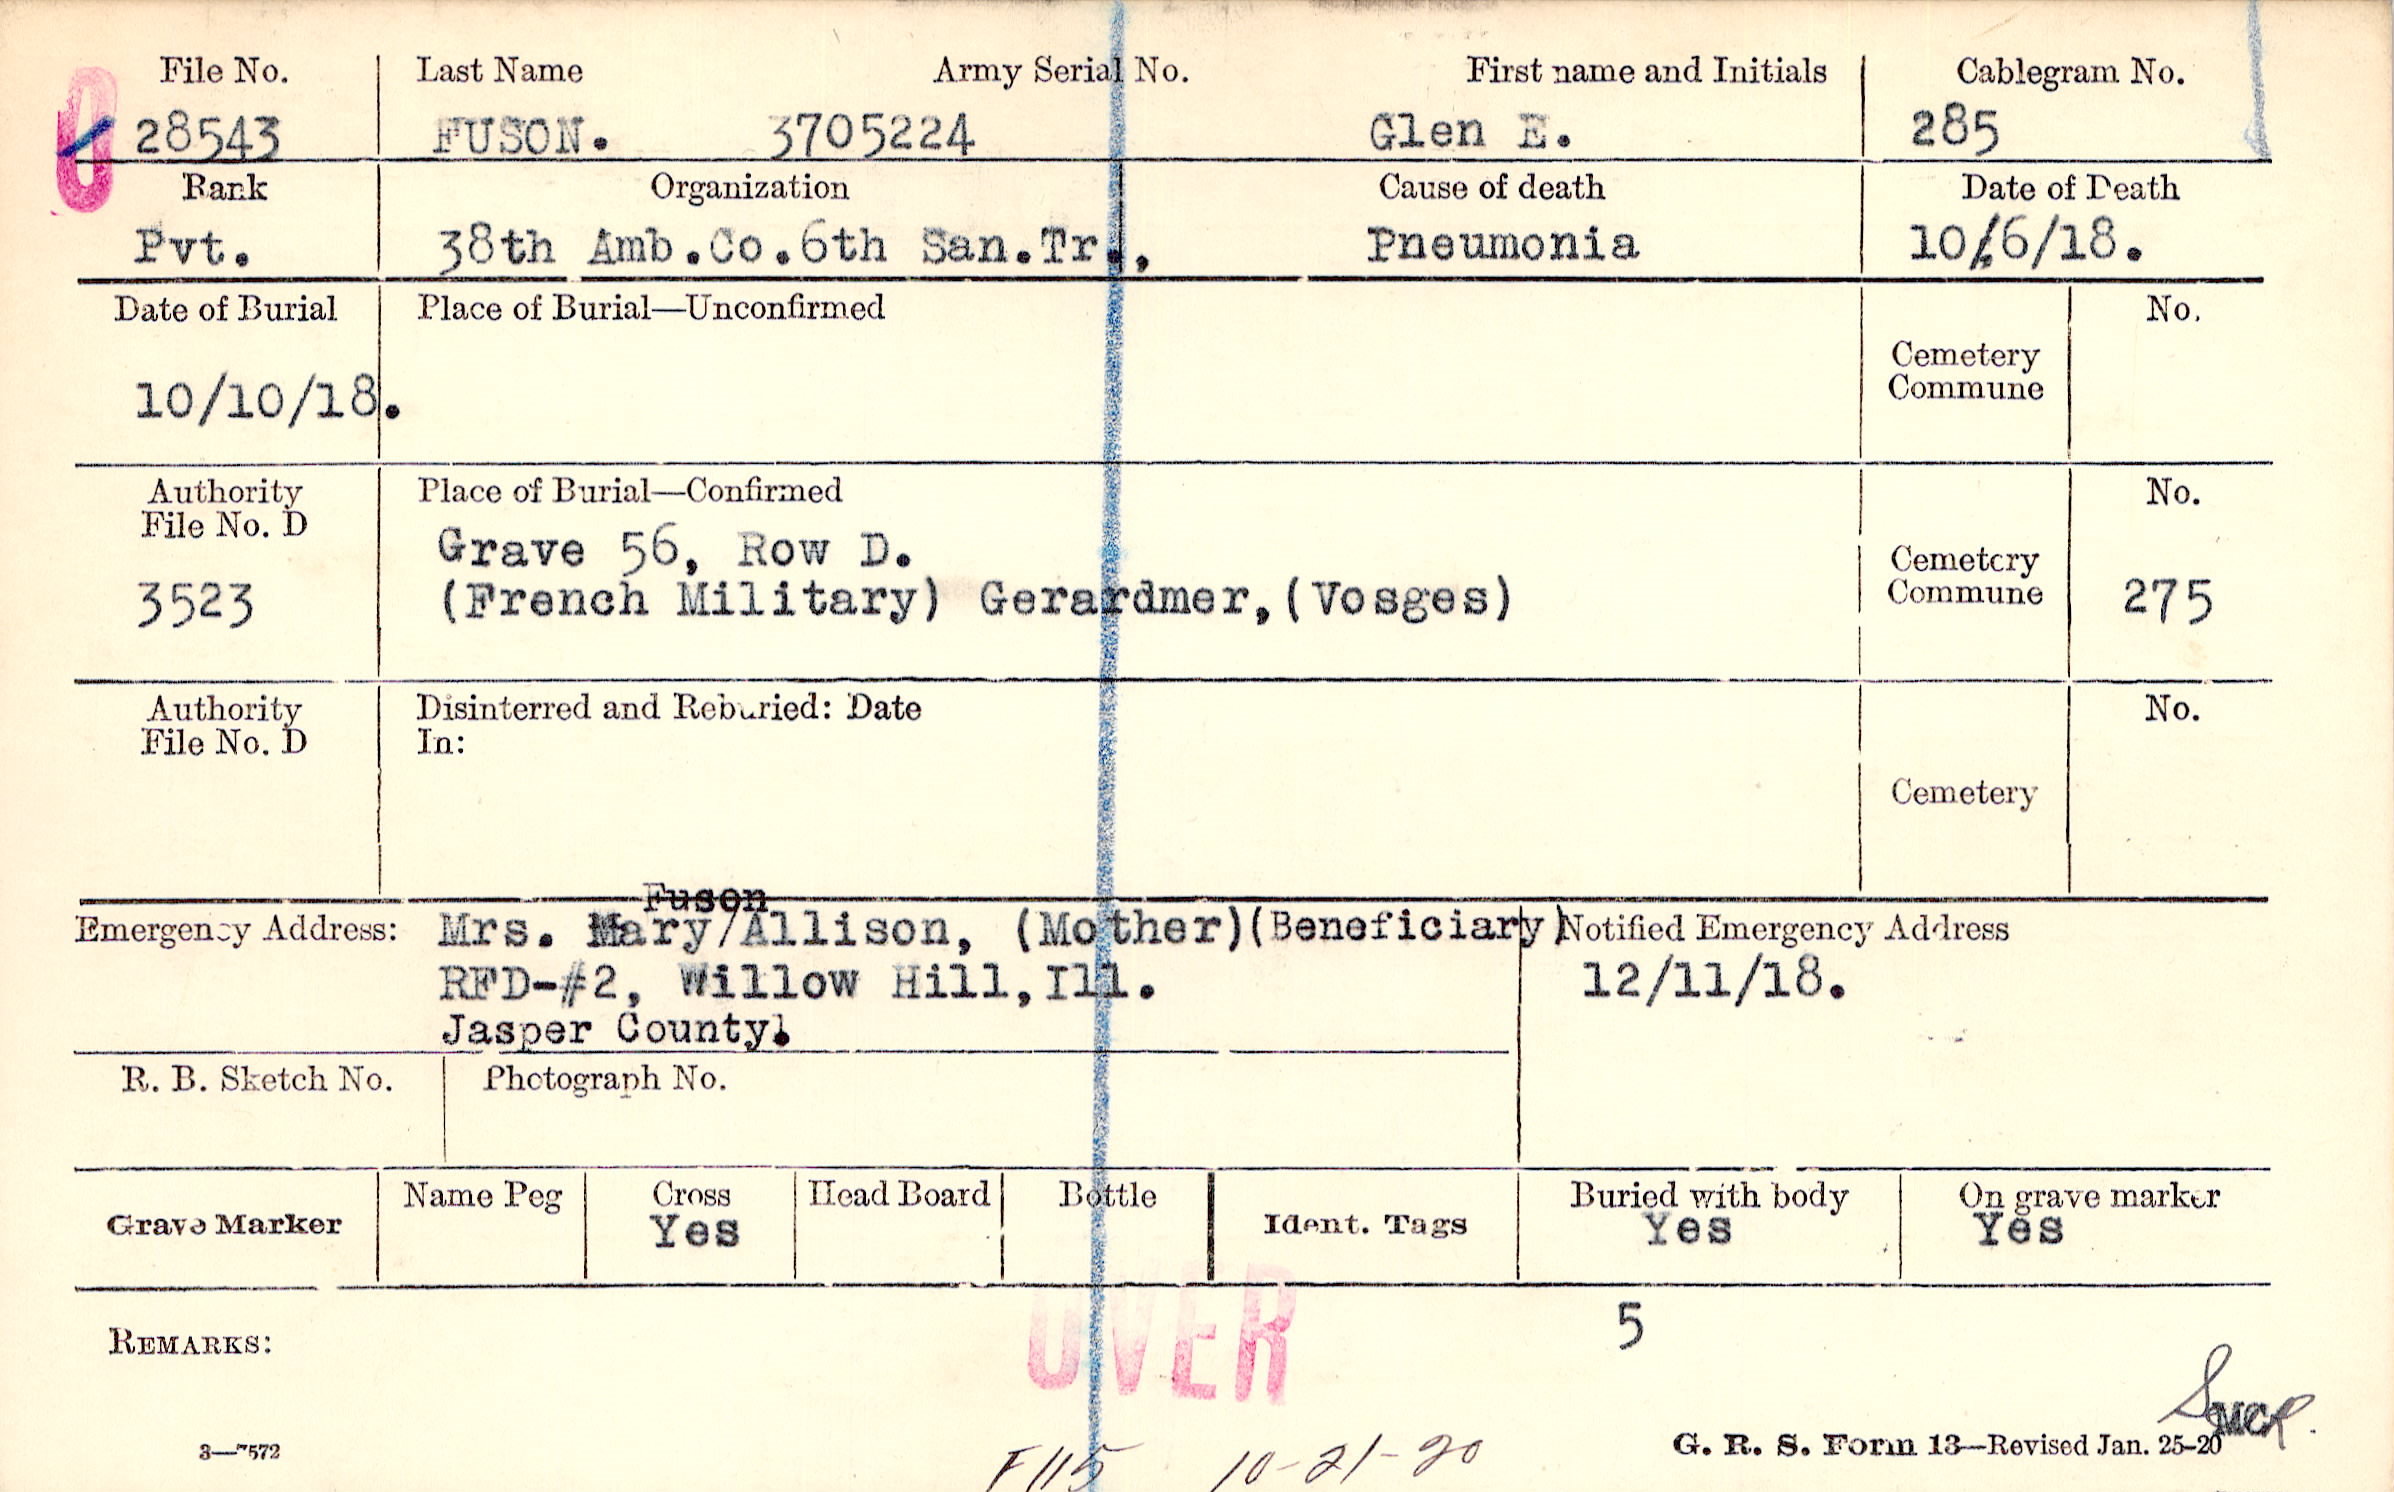 File No. Last Name Army Serial No. First name and Initials Cablegram No.
0 28543 FUSON. 3705224 Glen E. 285
Rank Organization Cause of death Date of Death
Pvt. 38th Amb.Co.6th San.Tr., Pneumonia 10/6/18.
Date of Burial Place of Burial—Unconfirmed No.
Cemetery
Commune
10/10/18.
Authority Place of Burial—Confirmed No.
File No. D
Grave 56, Row D.
Cemetery
3523 (French Military) Gerardmer,(Vosges) Commune 275
Authority Disinterred and Reburied: Date No.
File No. D In:
Cemetery
Fuson
Emergency Address: Mrs. Mary/Allison, (Mother)(Beneficiary) Notified Emergency Address
RFD-#2, Willow Hill,Ill. 12/11/18.
Jasper County.
R. B. Sketch No. Photograph No.
Name Peg Cross Head Board Bottle Buried with body On grave marker
Grave Marker Yes Ident. Tags Yes Yes
OVER 5
REMARKS:
3—7572 G. R. S. Form 13—Revised Jan. 25-20
F115 10-21-20